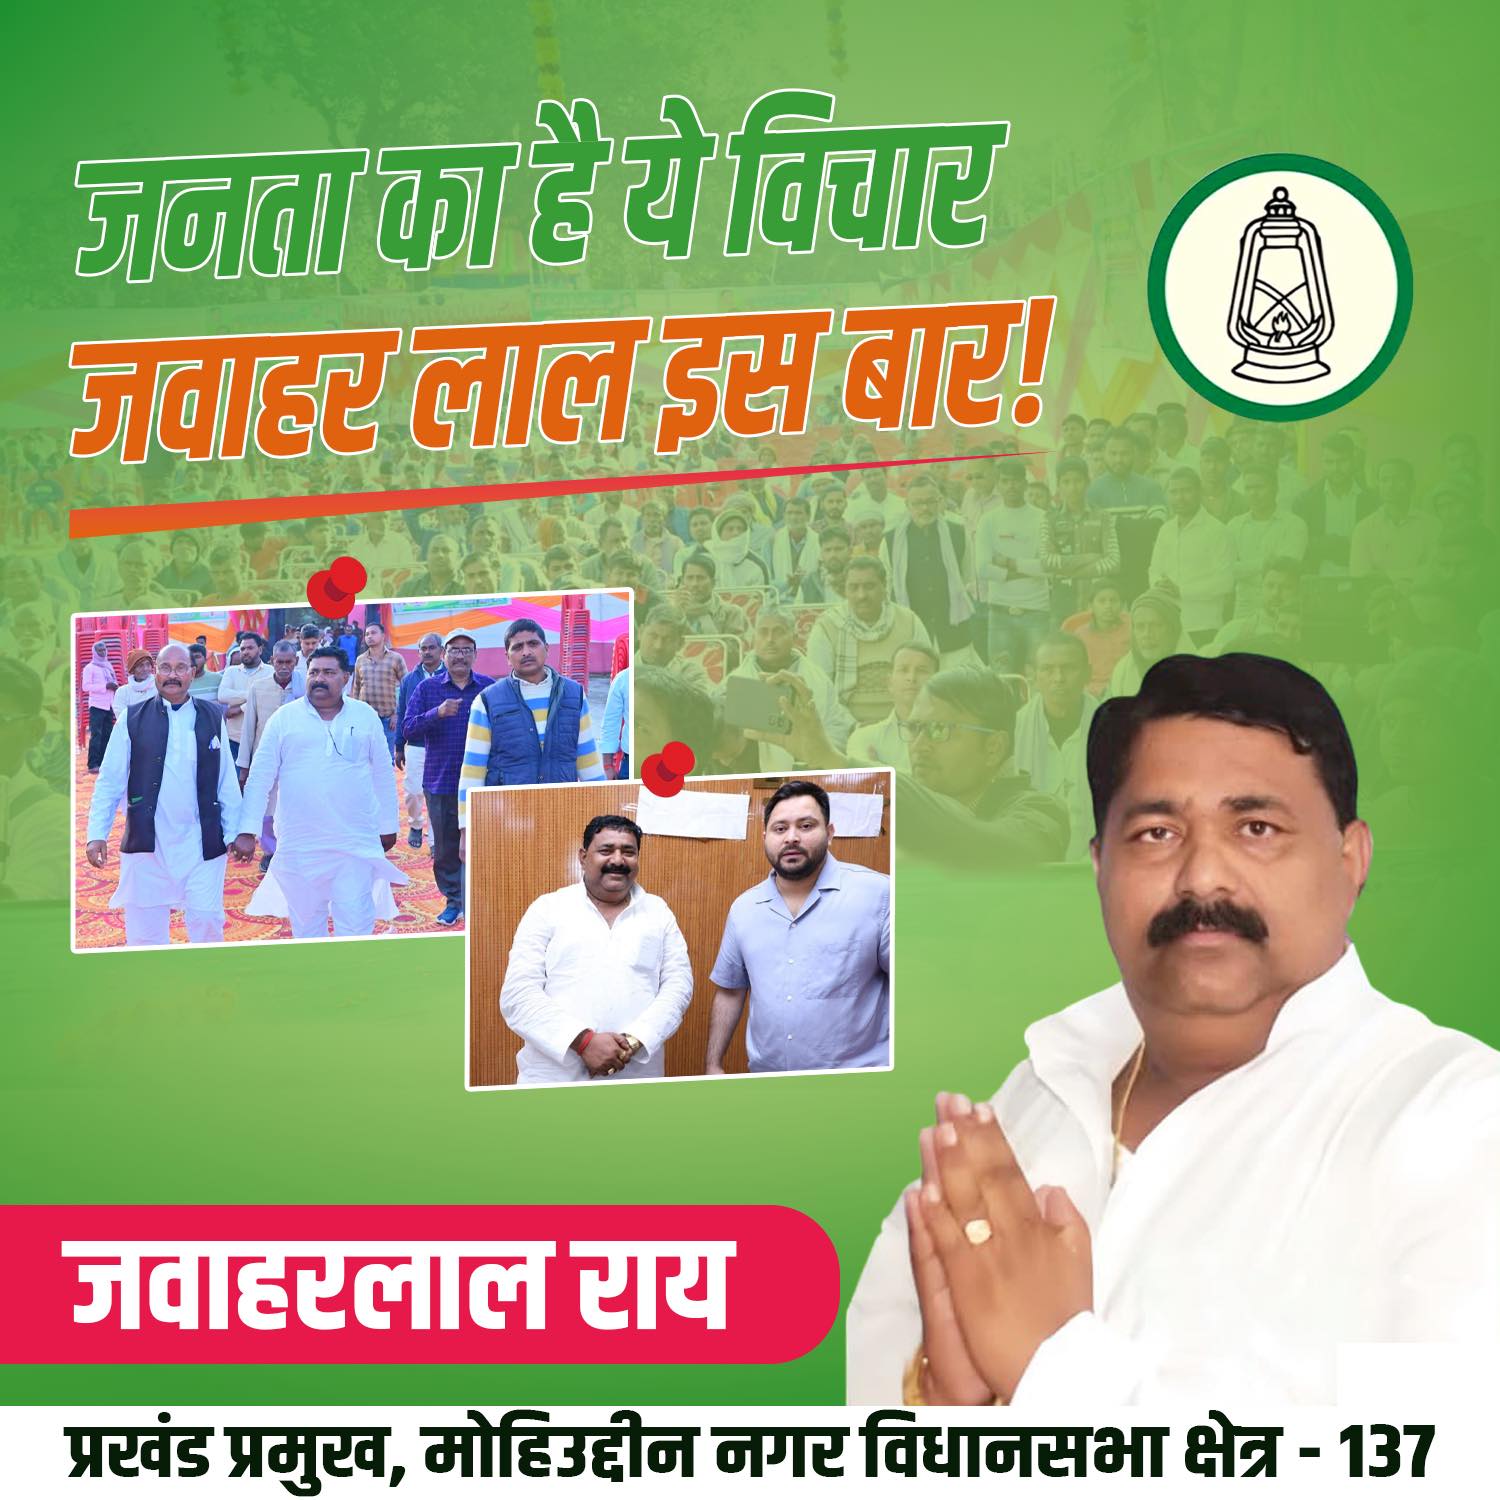 जनता का है ये विचार
जवाहर लाल इस बार!
जवाहरलाल राय
प्रखंड प्रमुख, मोहिउद्दीन नगर विधानसभा क्षेत्र - 137